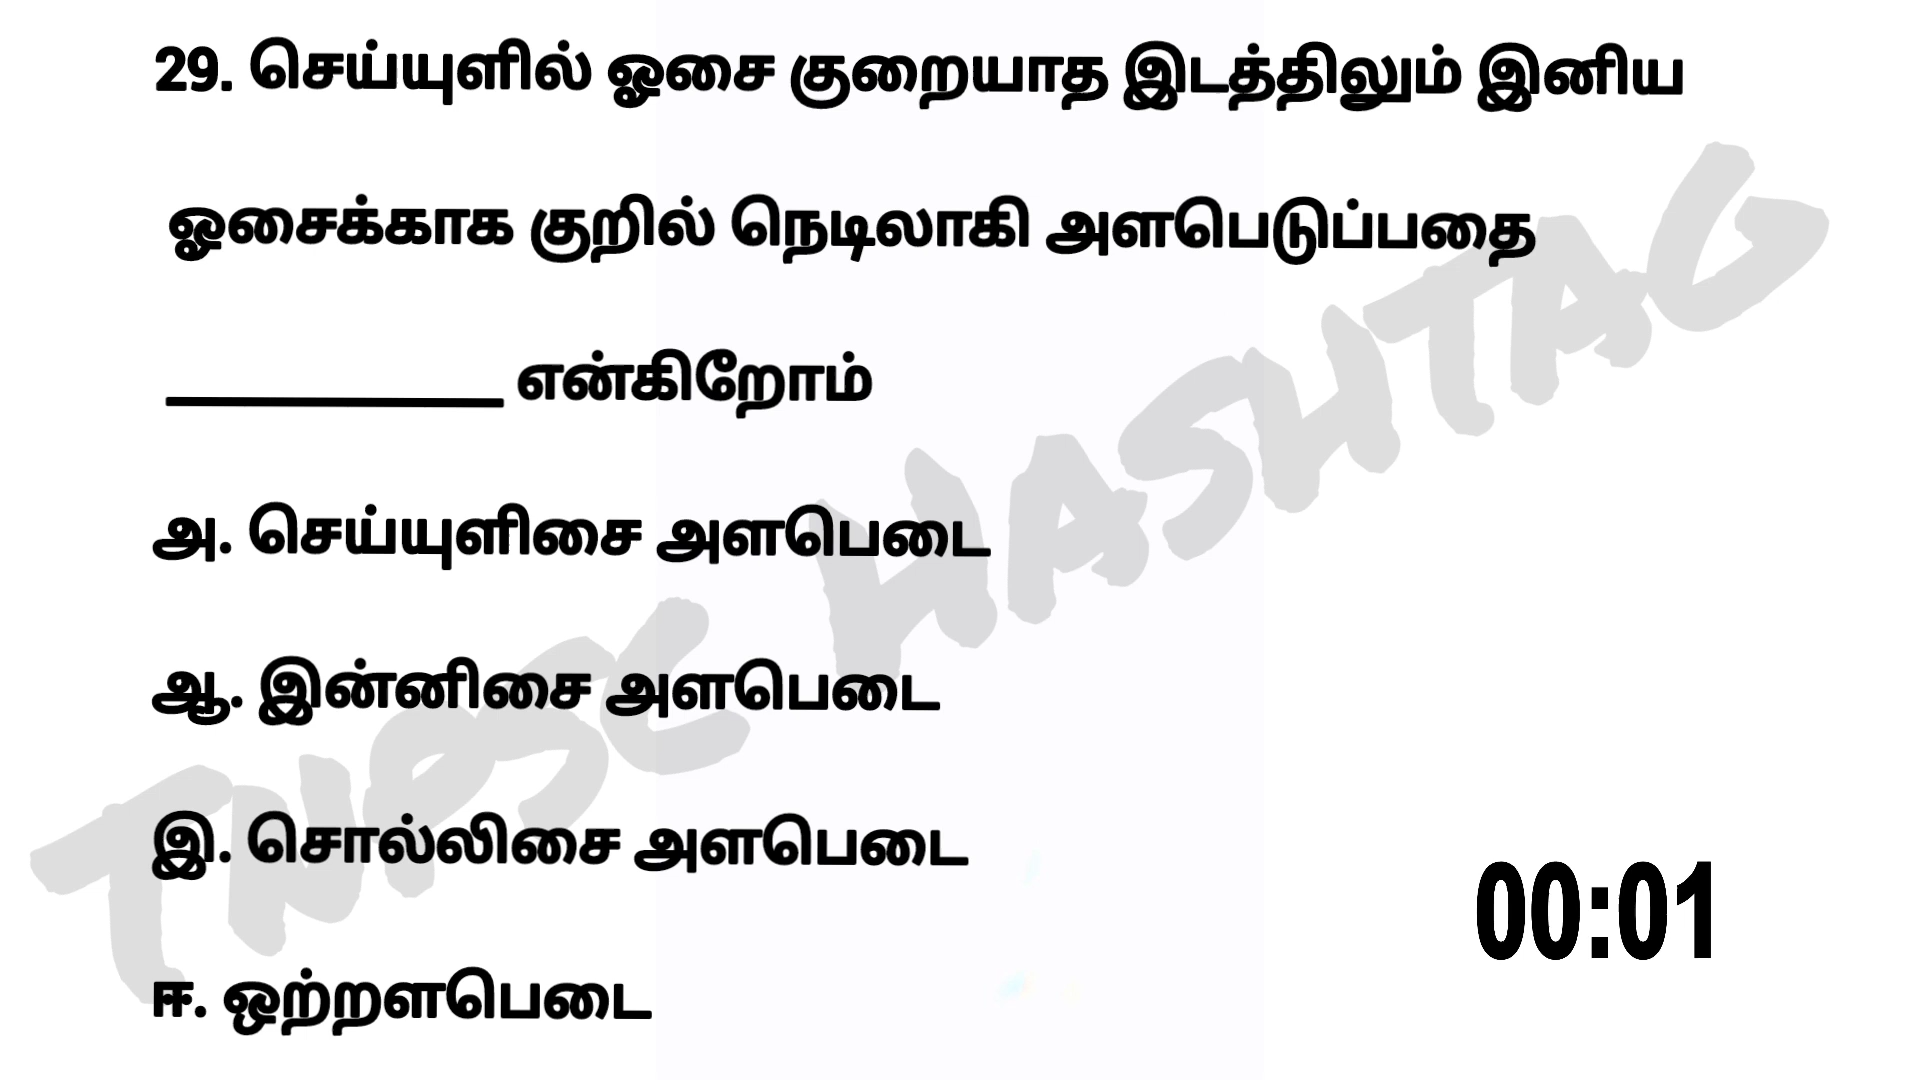 29. செய்யுளில் ஓசை குறையாத இடத்திலும் இனிய
ஓசைக்காக குறில் நெடிலாகி அளபெடுப்பதை
__________ என்கிறோம்
அ. செய்யுளிசை அளபெடை
ஆ. இன்னிசை அளபெடை
இ. சொல்லிசை அளபெடை
ஈ. ஒற்றளபெடை
00:01
TNPSC HASHTAG